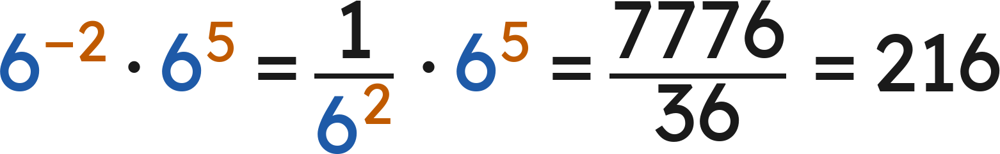 6⁻² · 6⁵ = 1/6² · 6⁵ = 7776/36 = 216